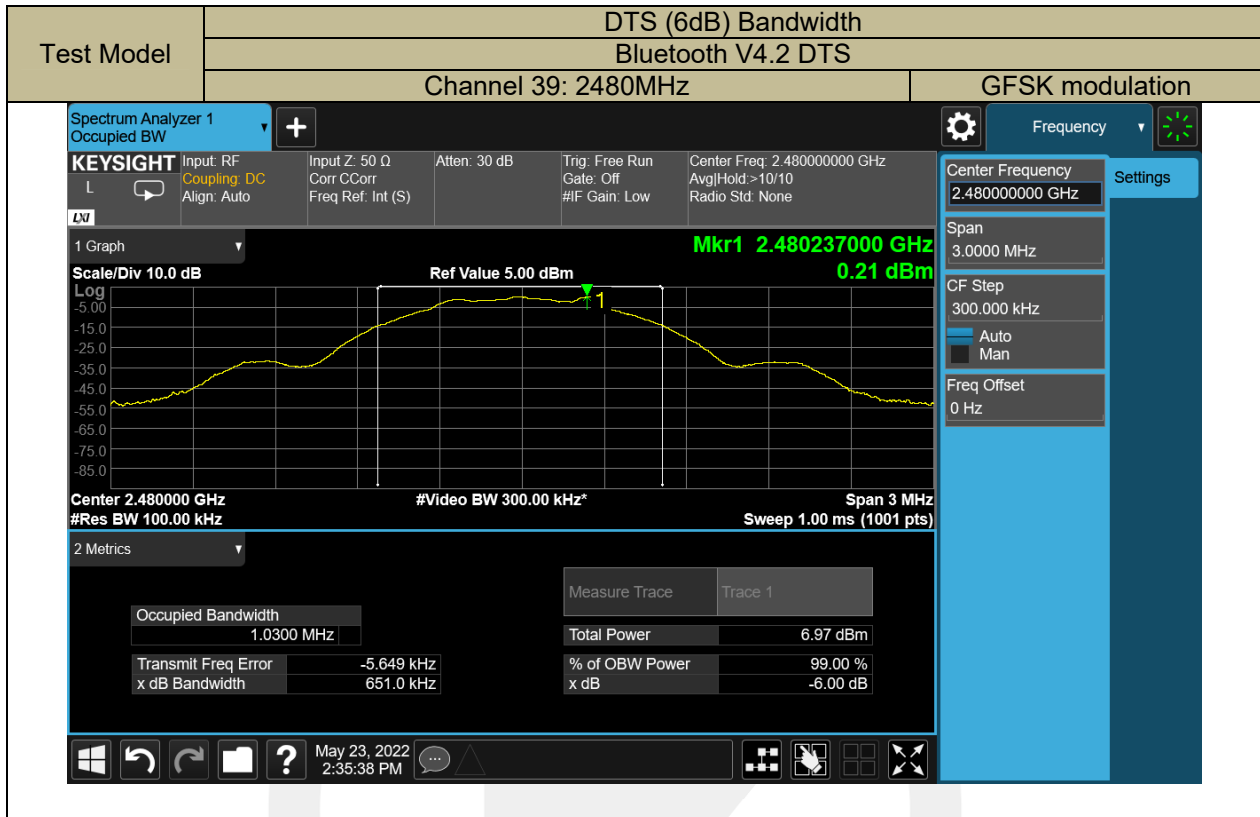 Test Model
DTS (6dB) Bandwidth
Bluetooth V4.2 DTS
Channel 39: 2480MHz GFSK modulation
Spectrum Analyzer 1
Occupied BW
Frequency
KEYSIGHT Input: RF Input Z: 50 Ω Atten: 30 dB Trig: Free Run Center Freq: 2.480000000 GHz
L Coupling: DC Corr CCorr Gate: Off Avg|Hold:>10/10
Align: Auto Freq Ref: Int (S) #IF Gain: Low Radio Std: None
LXI
Center Frequency
2.480000000 GHz
Settings
Span
3.0000 MHz
CF Step
300.000 kHz
Auto
Man
Freq Offset
0 Hz
1 Graph
Mkr1 2.480237000 GHz
Scale/Div 10.0 dB Ref Value 5.00 dBm 0.21 dBm
Log
1
-5.00
-15.0
-25.0
-35.0
-45.0
-55.0
-65.0
-75.0
-85.0
Center 2.480000 GHz #Video BW 300.00 kHz* Span 3 MHz
#Res BW 100.00 kHz Sweep 1.00 ms (1001 pts)
2 Metrics
Measure Trace Trace 1
Occupied Bandwidth
1.0300 MHz
Total Power 6.97 dBm
Transmit Freq Error -5.649 kHz % of OBW Power 99.00 %
x dB Bandwidth 651.0 kHz x dB -6.00 dB
? May 23, 2022
2:35:38 PM